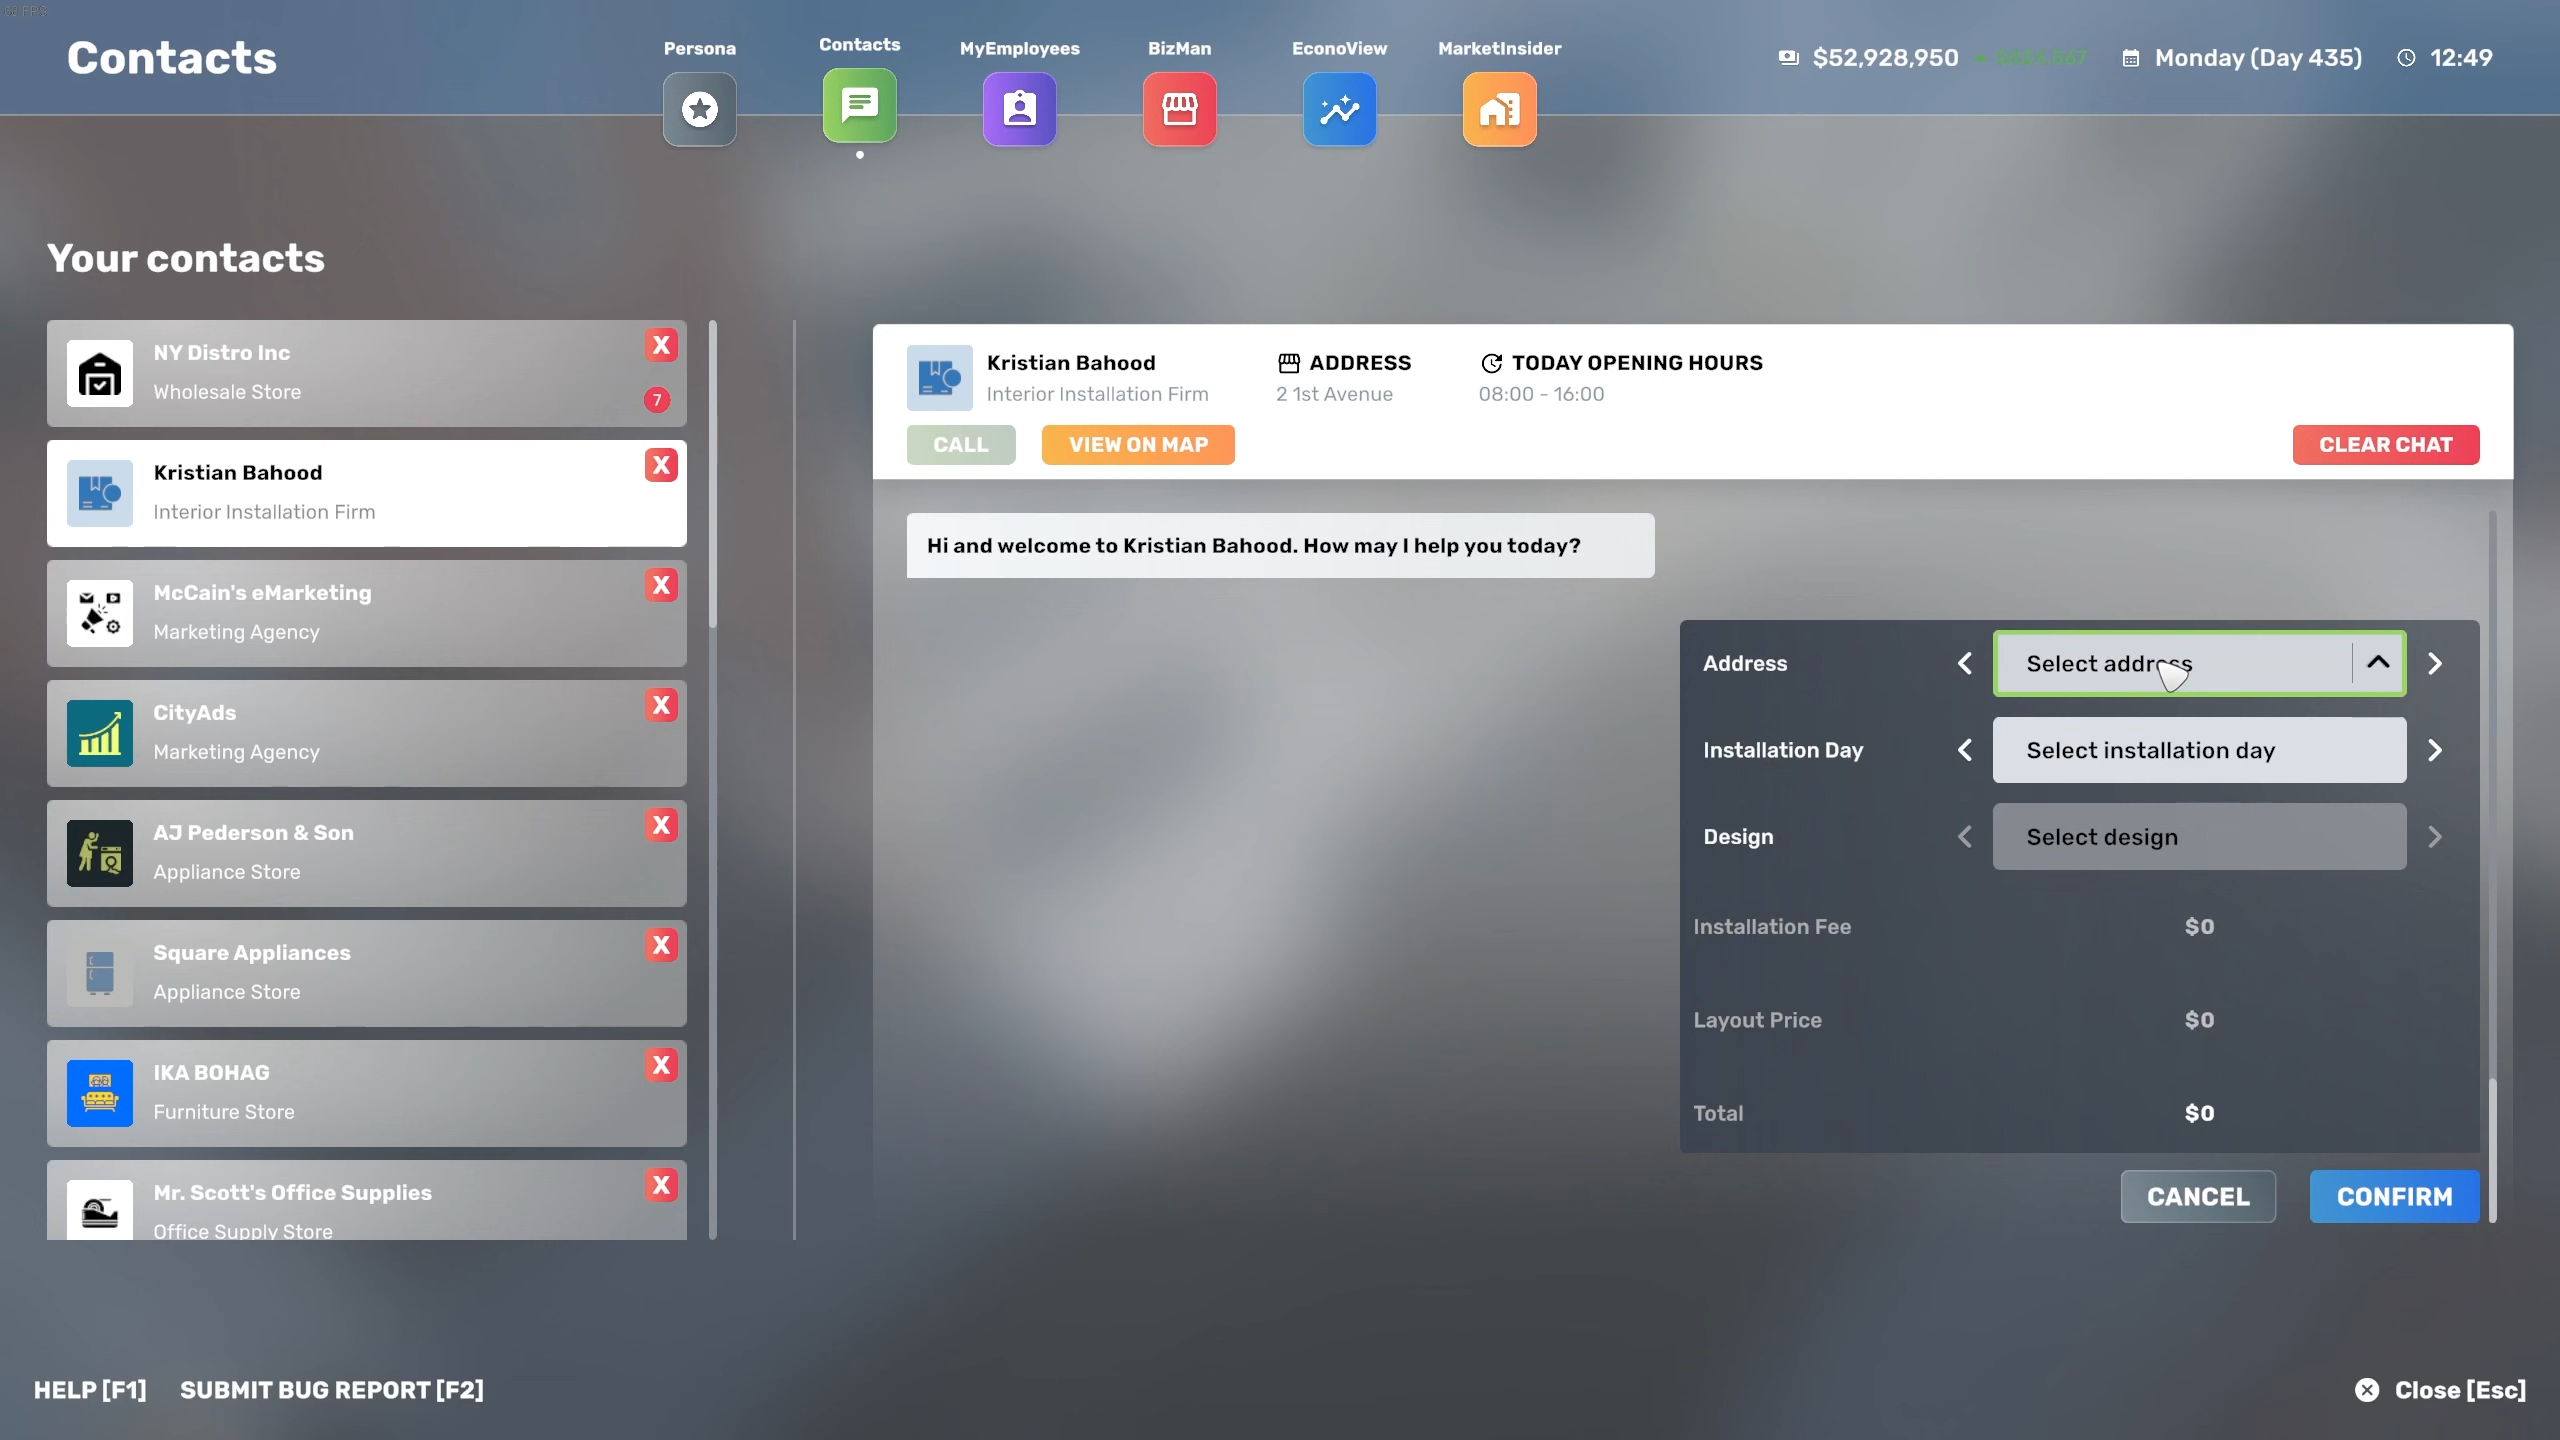 68 FPS
Contacts
Persona
Contacts
MyEmployees
BizMan
EconoView
MarketInsider
$52,928,950
Monday (Day 435)
12:49
Your contacts
NY Distro Inc
Wholesale Store
X
7
Kristian Bahood
Interior Installation Firm
X
McCain's eMarketing
Marketing Agency
X
CityAds
Marketing Agency
X
AJ Pederson & Son
Appliance Store
X
Square Appliances
Appliance Store
X
IKA BOHAG
Furniture Store
X
Mr. Scott's Office Supplies
Office Supply Store
X
Kristian Bahood
Interior Installation Firm
ADDRESS
2 1st Avenue
TODAY OPENING HOURS
08:00 - 16:00
CALL
VIEW ON MAP
CLEAR CHAT
Hi and welcome to Kristian Bahood. How may I help you today?
Address
Select address
Installation Day
Select installation day
Design
Select design
Installation Fee
$0
Layout Price
$0
Total
$0
CANCEL
CONFIRM
HELP [F1]
SUBMIT BUG REPORT [F2]
Close [Esc]